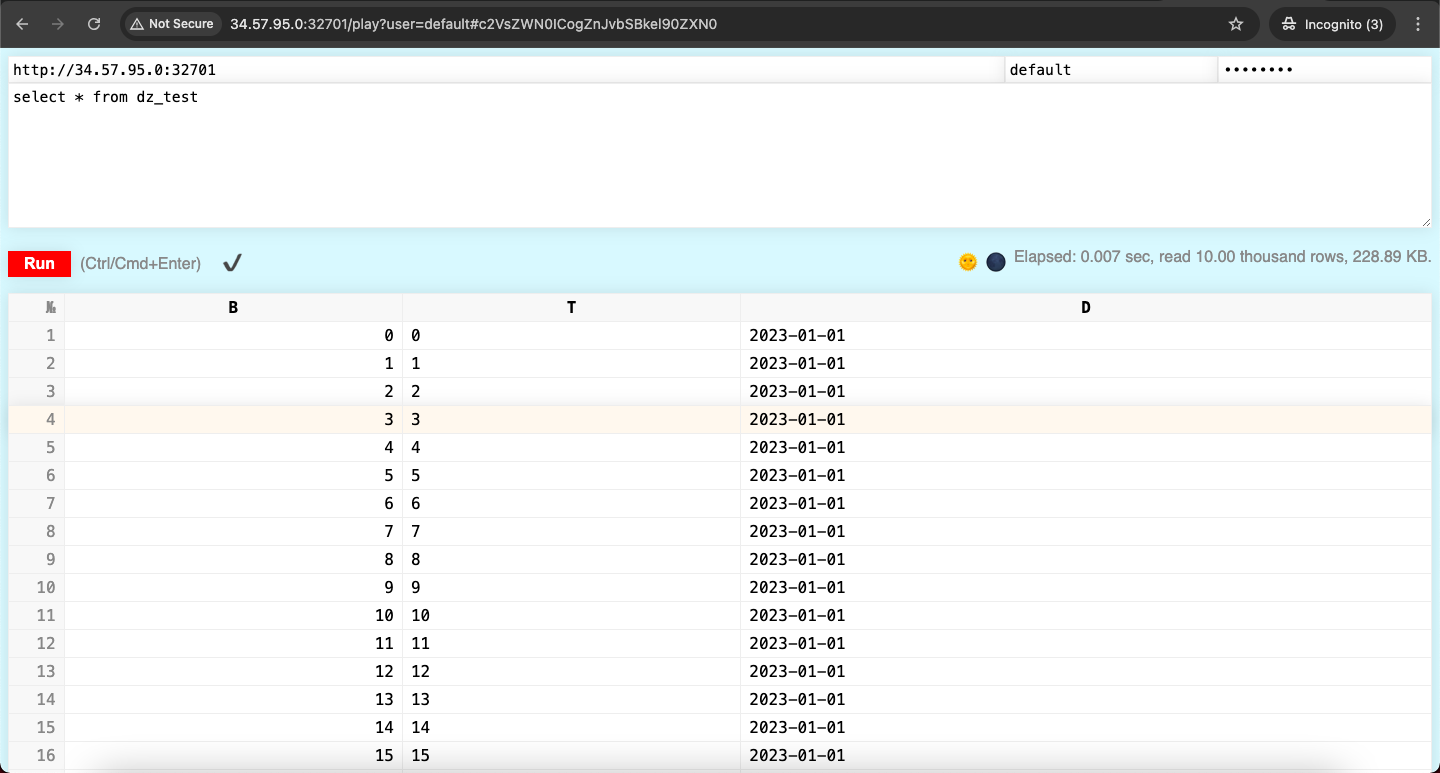 Not Secure 34.57.95.0:32701/play?user=default#c2VsZWN0ICogZnJvbSBkel90ZXN0 Incognito (3)
http://34.57.95.0:32701 default ••••••••
select * from dz_test
Run (Ctrl/Cmd+Enter) ✔ Elapsed: 0.007 sec, read 10.00 thousand rows, 228.89 KB.
№ B T D
1 0 0 2023-01-01
2 1 1 2023-01-01
3 2 2 2023-01-01
4 3 3 2023-01-01
5 4 4 2023-01-01
6 5 5 2023-01-01
7 6 6 2023-01-01
8 7 7 2023-01-01
9 8 8 2023-01-01
10 9 9 2023-01-01
11 10 10 2023-01-01
12 11 11 2023-01-01
13 12 12 2023-01-01
14 13 13 2023-01-01
15 14 14 2023-01-01
16 15 15 2023-01-01